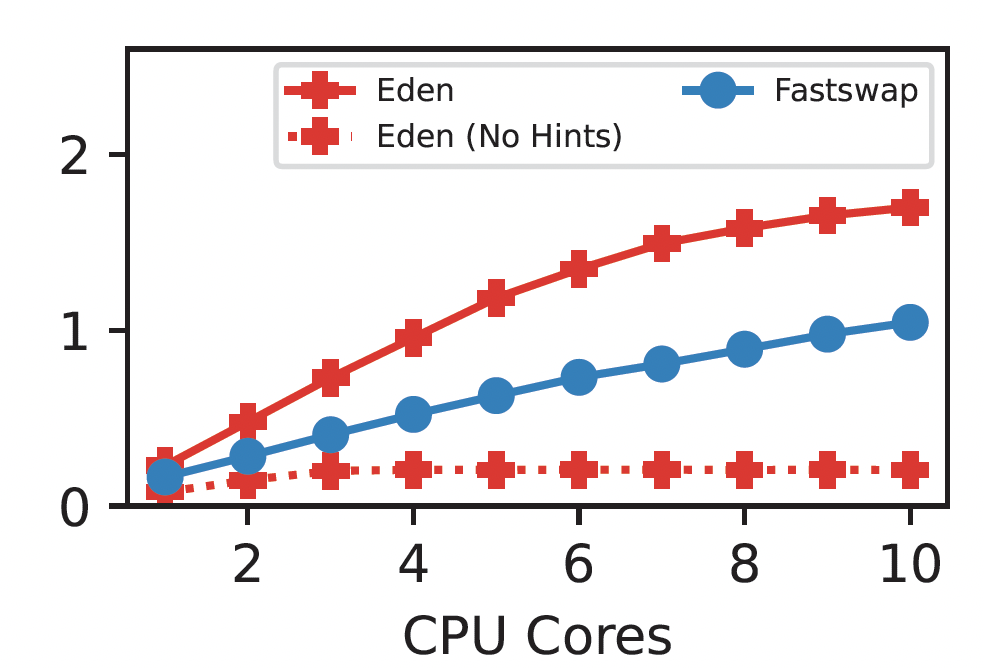 Eden
Fastswap
Eden (No Hints)
2
1
0
2 4 6 8 10
CPU Cores